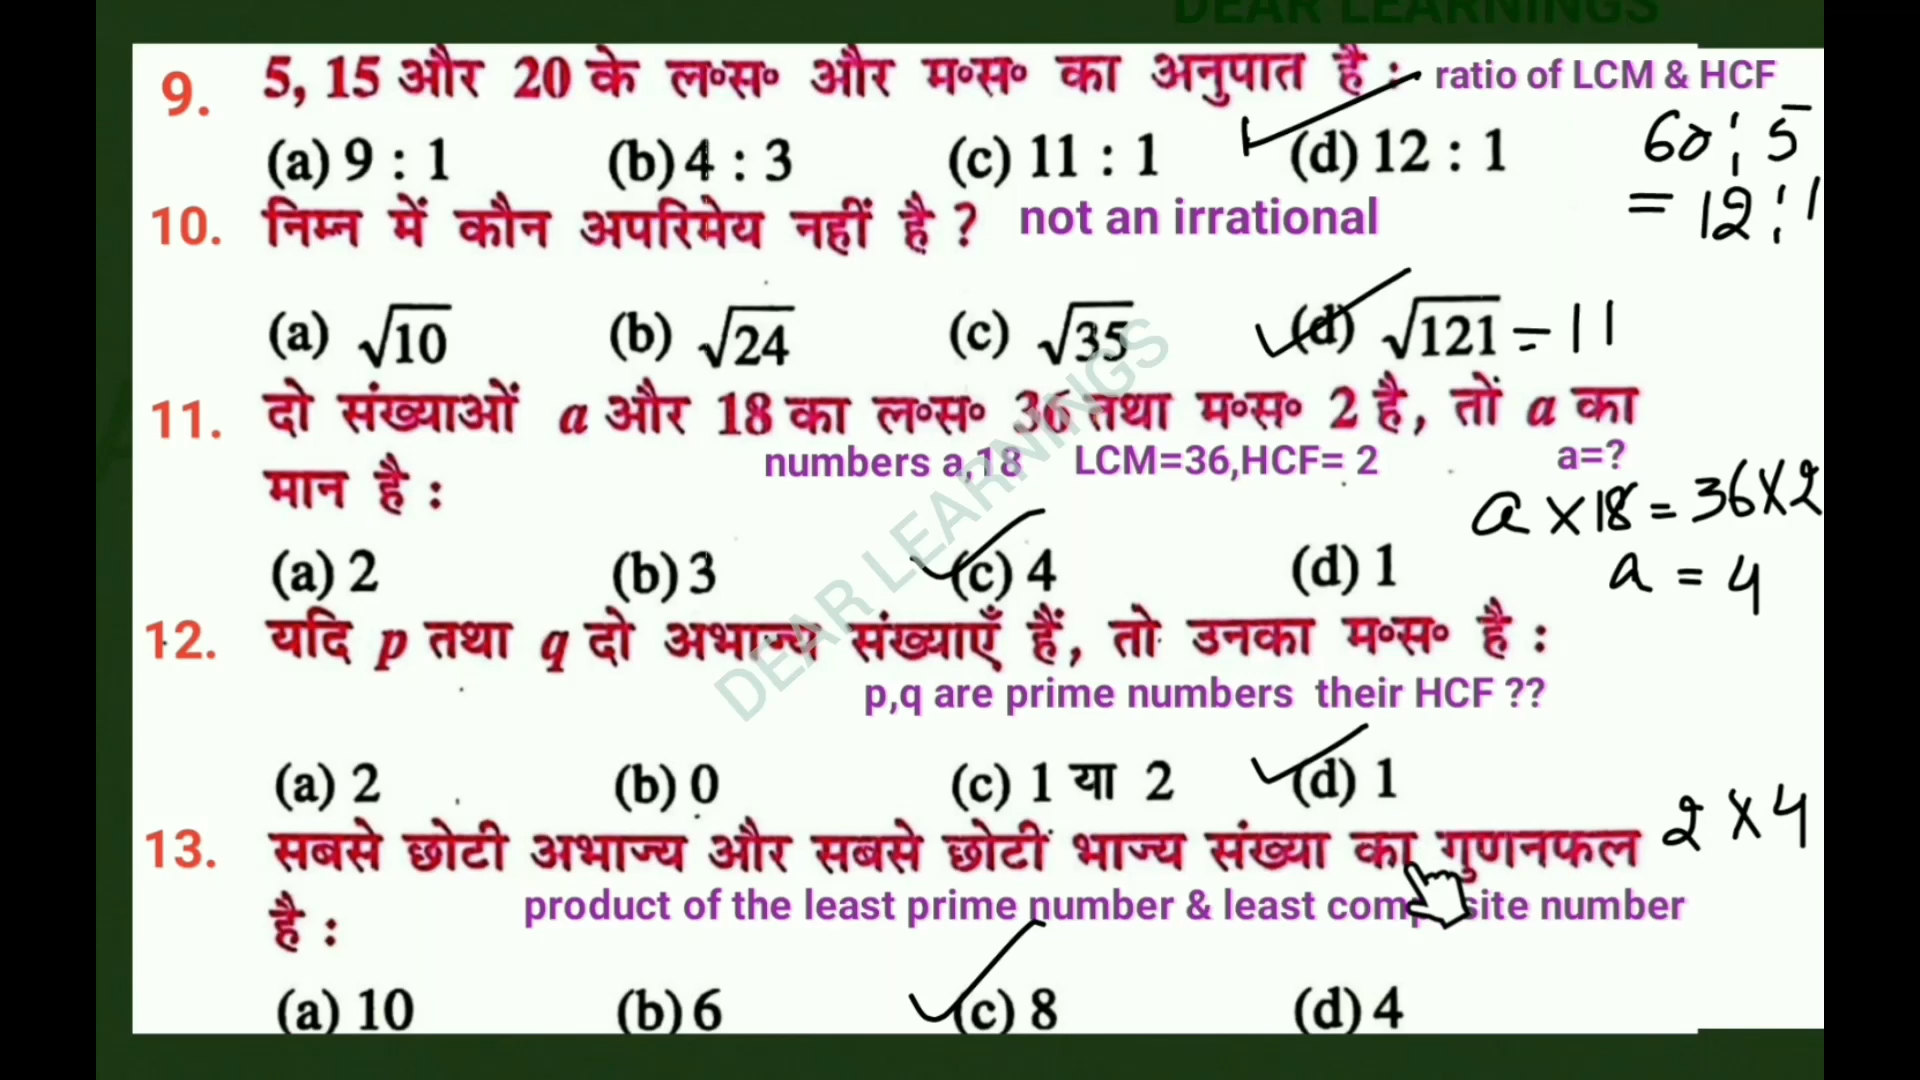 DEAR LEARNINGS
9. 5, 15 और 20 के ल॰स॰ और म॰स॰ का अनुपात है : ratio of LCM & HCF
(a) 9 : 1 (b) 4 : 3 (c) 11 : 1 (d) 12 : 1 60 : 5
= 12 : 1
10. निम्न में कौन अपरिमेय नहीं है ? not an irrational
(a) √10 (b) √24 (c) √35 (d) √121 = 11
11. दो संख्याओं a और 18 का ल॰स॰ 36 तथा म॰स॰ 2 है, तों a का
numbers a,18 LCM=36,HCF= 2 a=?
मान है :
a × 18 = 36×2
(a) 2 (b) 3 (c) 4 (d) 1 a = 4
12. यदि p तथा q दो अभाज्य संख्याएँ हैं, तो उनका म॰स॰ है :
p,q are prime numbers their HCF ??
(a) 2 (b) 0 (c) 1 या 2 (d) 1
13. सबसे छोटी अभाज्य और सबसे छोटी भाज्य संख्या का गुणनफल 2 × 4
है : product of the least prime number & least composite number
(a) 10 (b) 6 (c) 8 (d) 4
DEAR LEARNINGS